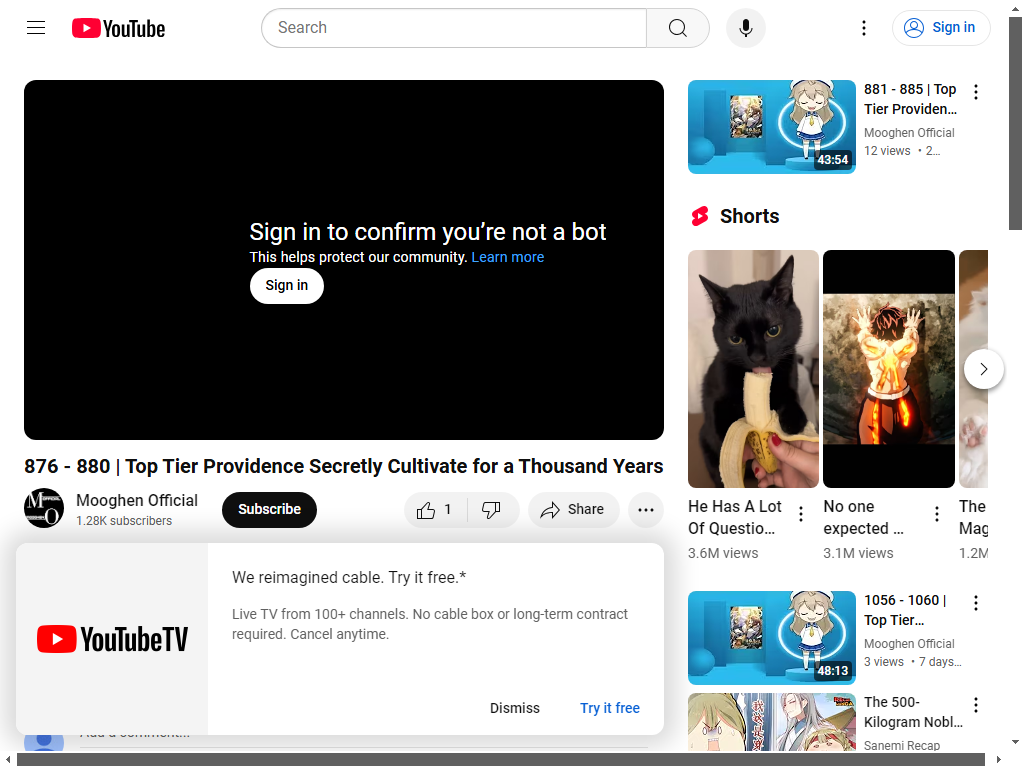 YouTube
Search
Sign in
Sign in to confirm you're not a bot
This helps protect our community. Learn more
Sign in
876 - 880 | Top Tier Providence Secretly Cultivate for a Thousand Years
Mooghen Official
1.28K subscribers
Subscribe
1
Share
We reimagined cable. Try it free.*
Live TV from 100+ channels. No cable box or long-term contract
required. Cancel anytime.
YouTubeTV
Dismiss
Try it free
Add a comment...
881 - 885 | Top
Tier Providen...
Mooghen Official
12 views • 2...
43:54
Shorts
He Has A Lot
Of Questio...
3.6M views
No one
expected ...
3.1M views
The
Mag
1.2M
1056 - 1060 |
Top Tier...
Mooghen Official
3 views • 7 days...
48:13
The 500-
Kilogram Nobl...
Sanemi Recap